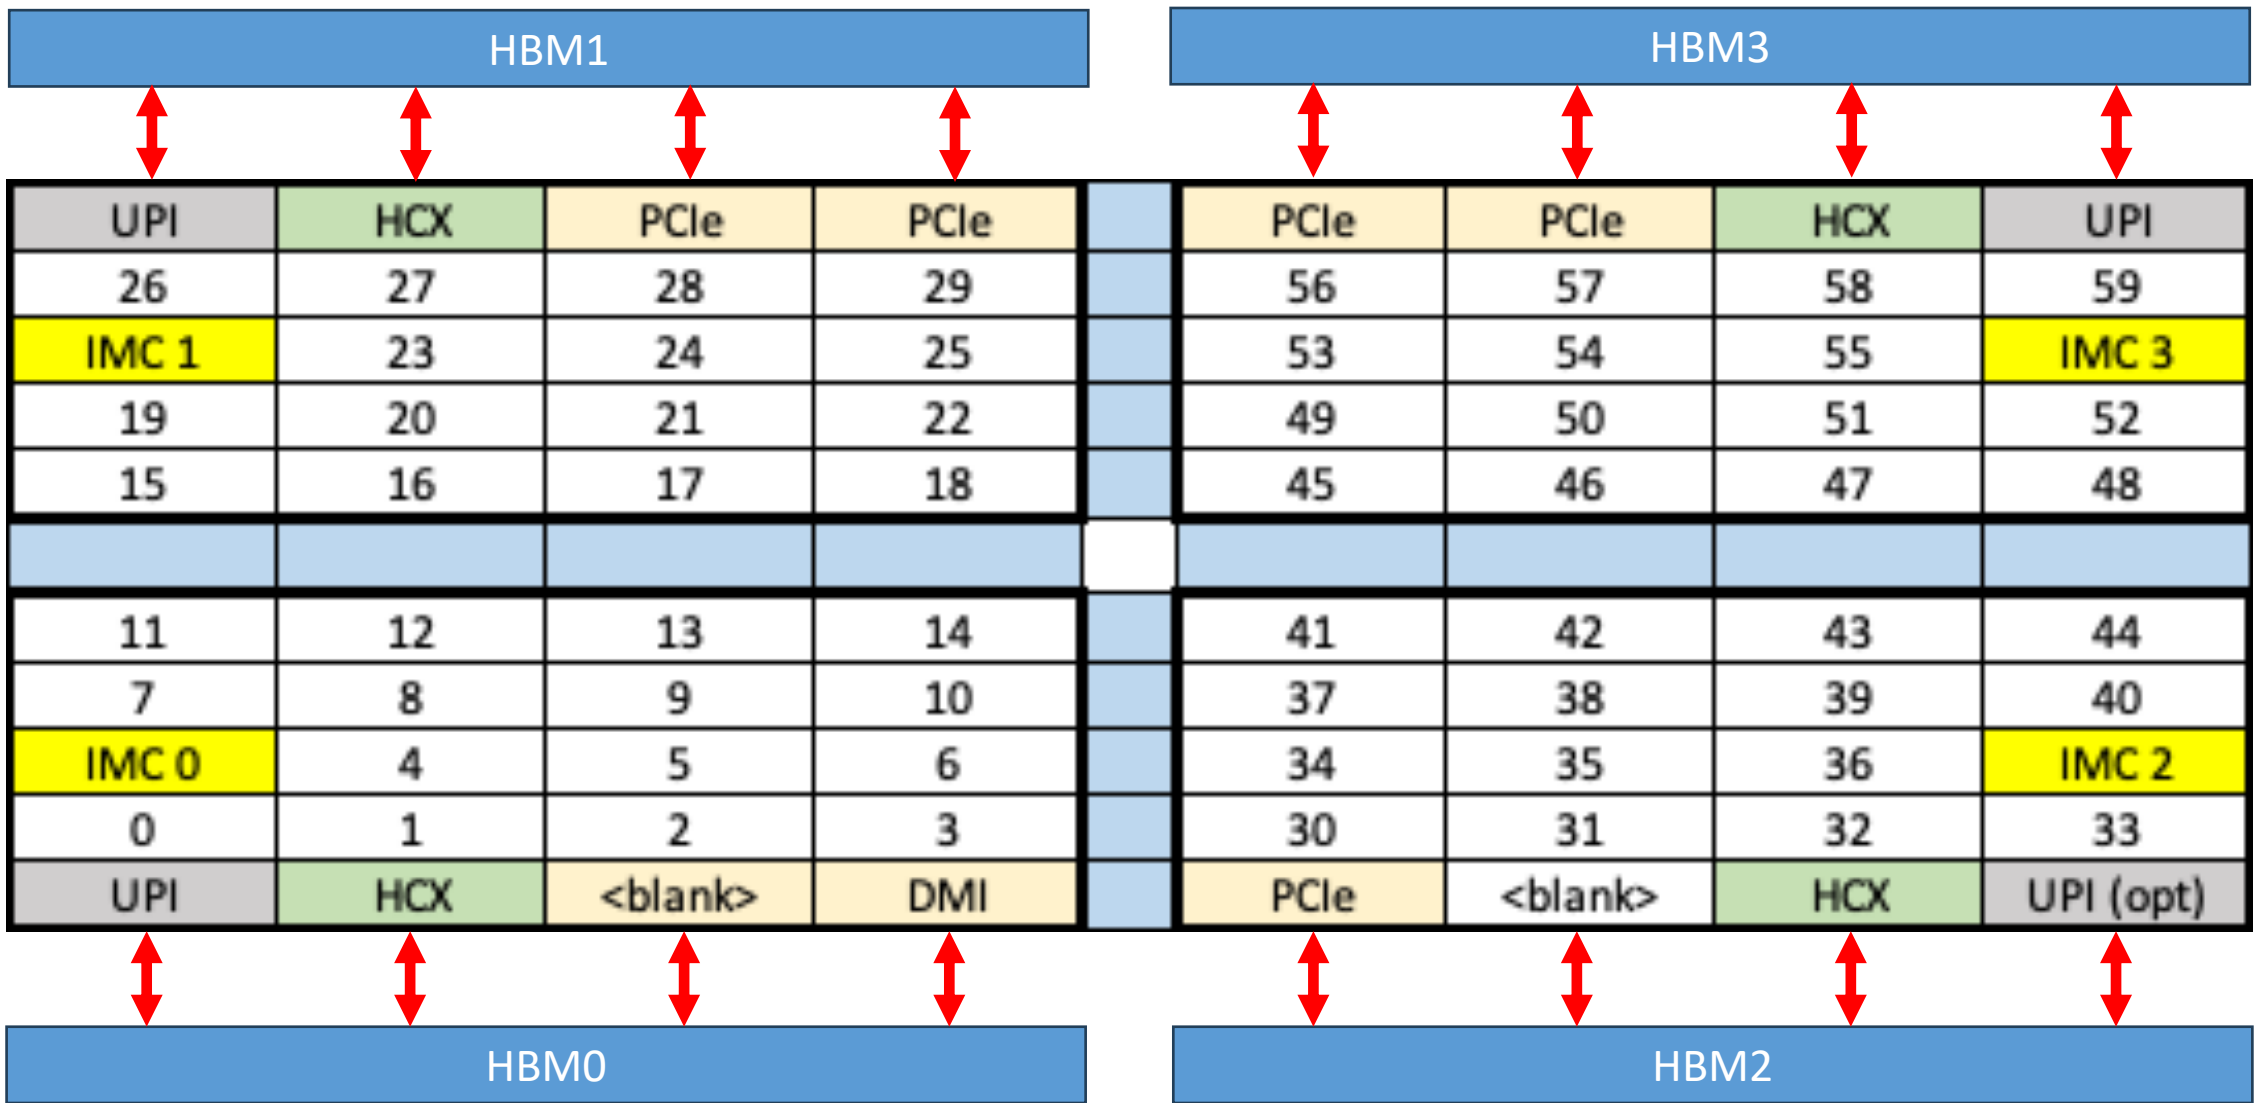 HBM1 HBM3
UPI HCX PCIe PCIe PCIe PCIe HCX UPI
26 27 28 29 56 57 58 59
IMC 1 23 24 25 53 54 55 IMC 3
19 20 21 22 49 50 51 52
15 16 17 18 45 46 47 48
11 12 13 14 41 42 43 44
7 8 9 10 37 38 39 40
IMC 0 4 5 6 34 35 36 IMC 2
0 1 2 3 30 31 32 33
UPI HCX <blank> DMI PCIe <blank> HCX UPI (opt)
HBM0 HBM2